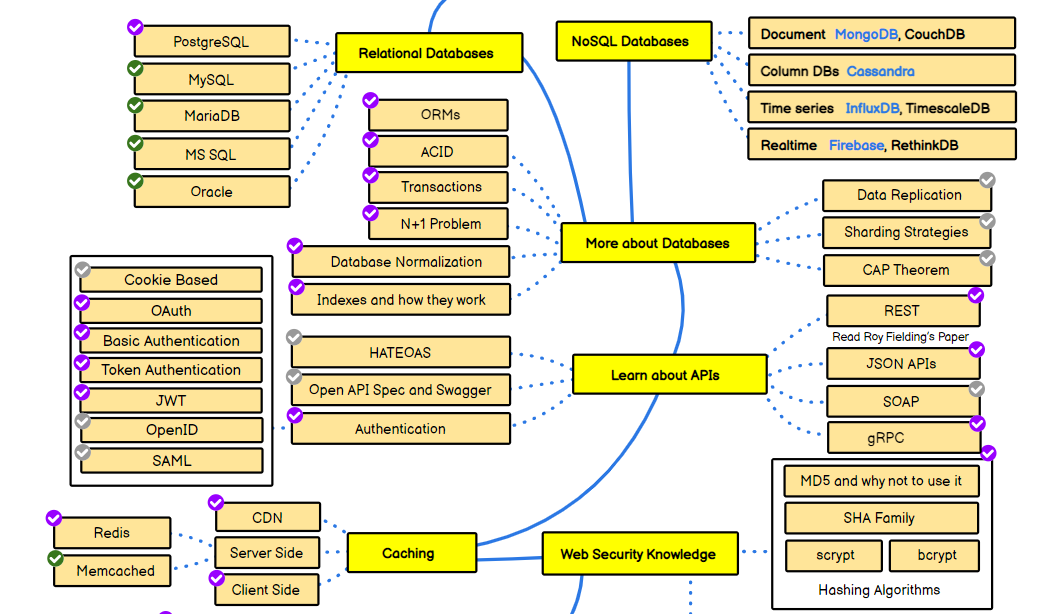 PostgreSQL
MySQL
MariaDB
MS SQL
Oracle
Relational Databases
NoSQL Databases
Document MongoDB, CouchDB
Column DBs Cassandra
Time series InfluxDB, TimescaleDB
Realtime Firebase, RethinkDB
ORMs
ACID
Transactions
N+1 Problem
Database Normalization
Indexes and how they work
More about Databases
Data Replication
Sharding Strategies
CAP Theorem
Cookie Based
OAuth
Basic Authentication
Token Authentication
JWT
OpenID
SAML
HATEOAS
Open API Spec and Swagger
Authentication
Learn about APIs
REST
Read Roy Fielding's Paper
JSON APIs
SOAP
gRPC
Redis
Memcached
CDN
Server Side
Client Side
Caching
Web Security Knowledge
MD5 and why not to use it
SHA Family
scrypt
bcrypt
Hashing Algorithms